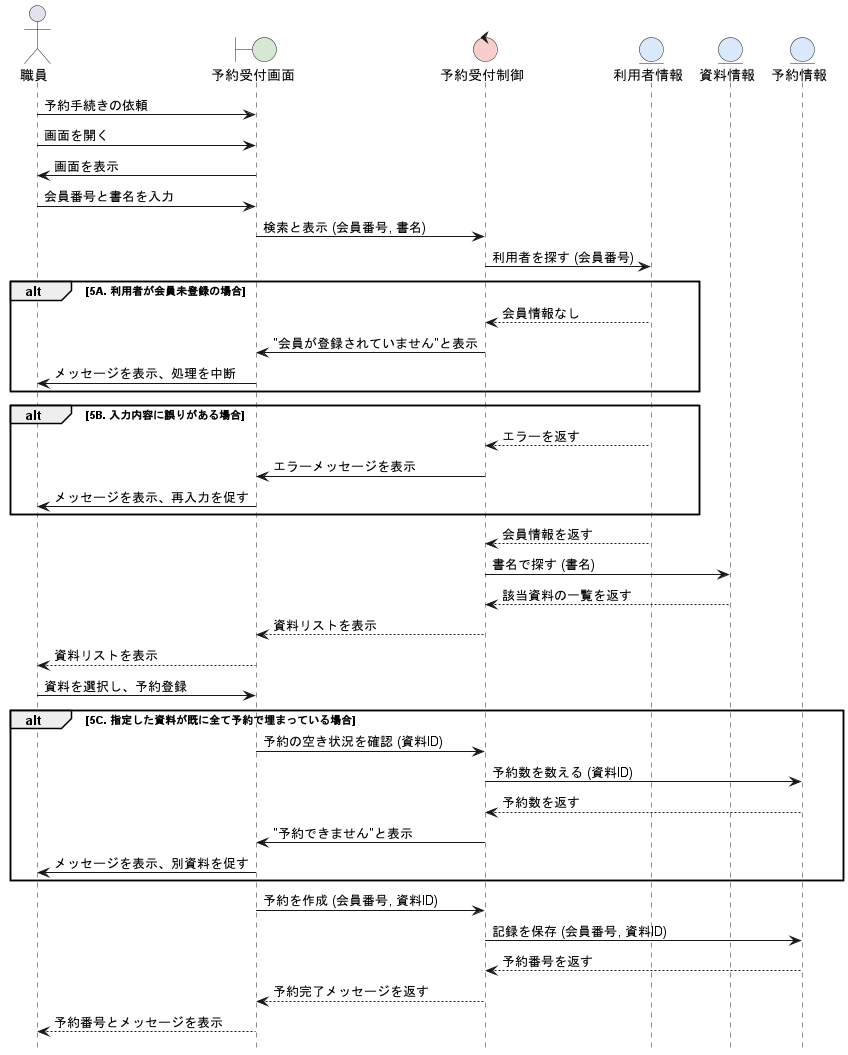 職員
予約受付画面
予約受付制御
利用者情報
資料情報
予約情報
予約手続きの依頼
画面を開く
画面を表示
会員番号と書名を入力
検索と表示 (会員番号, 書名)
利用者を探す (会員番号)
alt [5A. 利用者が会員未登録の場合]
会員情報なし
"会員が登録されていません"と表示
メッセージを表示、処理を中断
alt [5B. 入力内容に誤りがある場合]
エラーを返す
エラーメッセージを表示
メッセージを表示、再入力を促す
会員情報を返す
書名で探す (書名)
該当資料の一覧を返す
資料リストを表示
資料リストを表示
資料を選択し、予約登録
alt [5C. 指定した資料が既に全て予約で埋まっている場合]
予約の空き状況を確認 (資料ID)
予約数を数える (資料ID)
予約数を返す
"予約できません"と表示
メッセージを表示、別資料を促す
予約を作成 (会員番号, 資料ID)
記録を保存 (会員番号, 資料ID)
予約番号を返す
予約完了メッセージを返す
予約番号とメッセージを表示